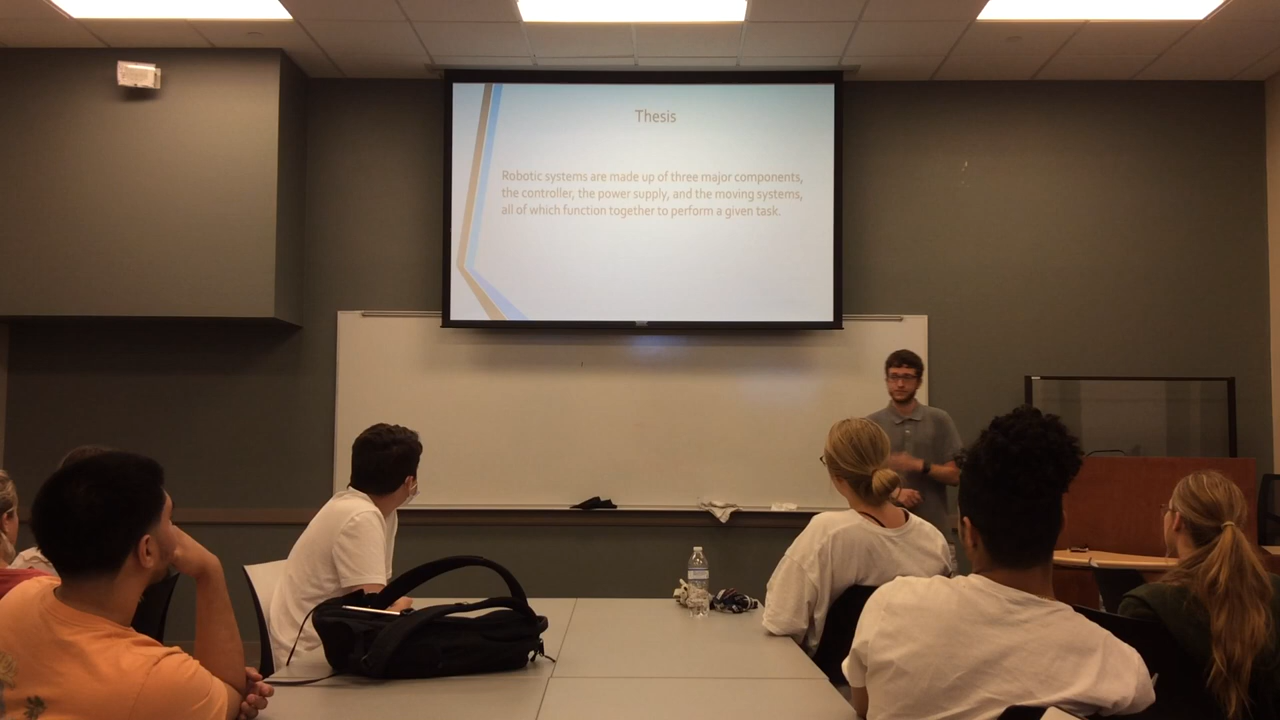 Thesis
Robotic systems are made up of three major components,
the controller, the power supply, and the moving systems,
all of which function together to perform a given task.